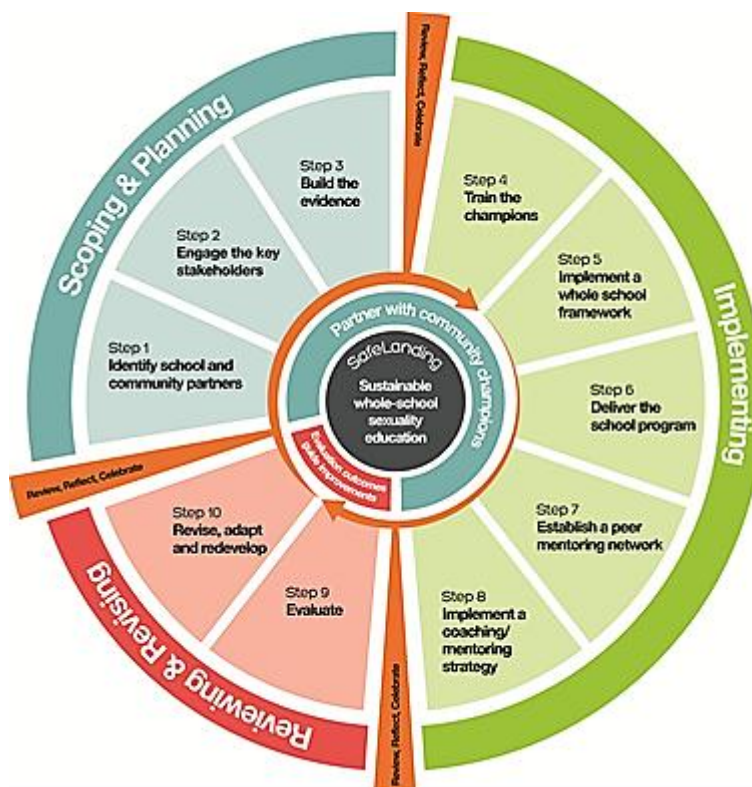 Scoping & Planning
Step 1
Identify school and
community partners
Step 2
Engage the key
stakeholders
Step 3
Build the
evidence
Review, Reflect, Celebrate
Implementing
Step 4
Train the
champions
Step 5
Implement a
whole school
framework
Step 6
Deliver the
school program
Step 7
Establish a peer
mentoring network
Step 8
Implement a
coaching/
mentoring
strategy
Review, Reflect, Celebrate
Reviewing & Revising
Step 9
Evaluate
Step 10
Revise, adapt
and redevelop
Review, Reflect, Celebrate
Partner with community champions
SafeLanding
Sustainable
whole-school
sexuality
education
Evaluation outcomes
guide improvements